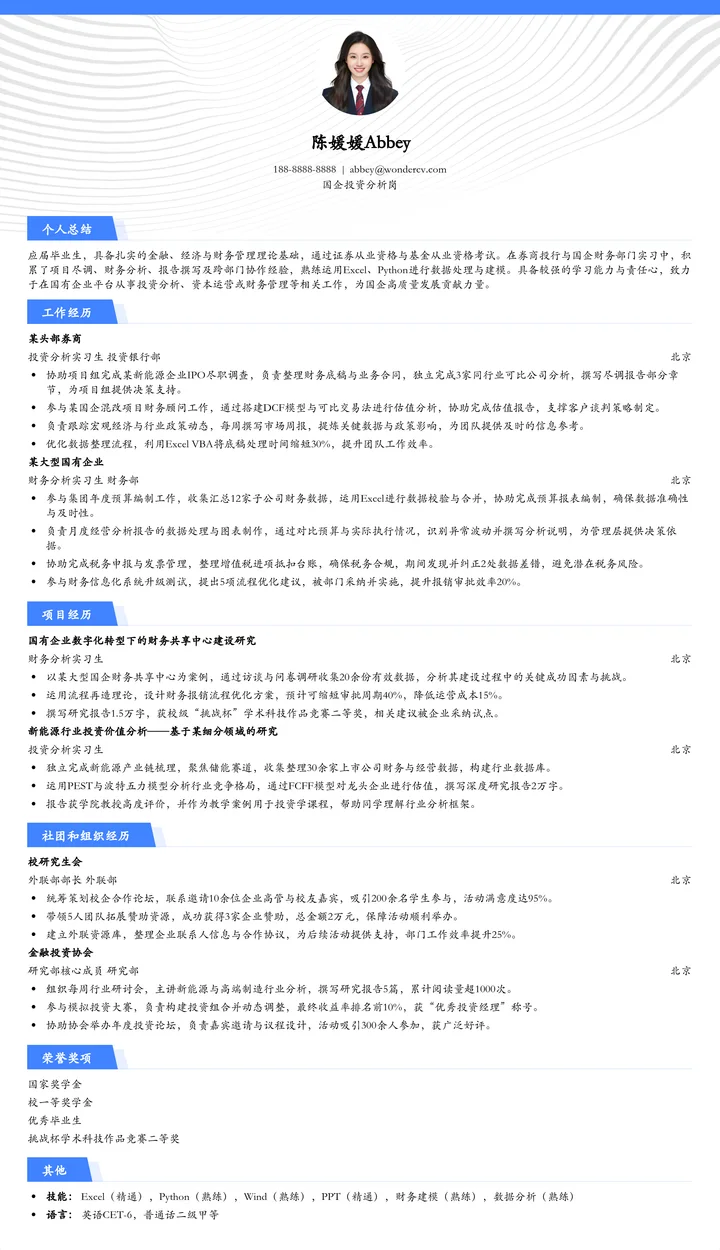 陈媛媛Abbey
188-8888-8888 | abbey@wondercv.com
国企投资分析岗
个人总结
应届毕业生，具备扎实的金融、经济与财务管理理论基础，通过证券从业资格与基金从业资格考试。在券商投行与国企财务部门实习中，积
累了项目尽调、财务分析、报告撰写及跨部门协作经验，熟练运用Excel、Python进行数据处理与建模。具备较强的学习能力与责任心，致力
于在国有企业平台从事投资分析、资本运营或财务管理等相关工作，为国企高质量发展贡献力量。
工作经历
某头部券商
投资分析实习生 投资银行部 北京
• 协助项目组完成某新能源企业IPO尽职调查，负责整理财务底稿与业务合同，独立完成3家同行业可比公司分析，撰写尽调报告部分章
节，为项目组提供决策支持。
• 参与某国企混改项目财务顾问工作，通过搭建DCF模型与可比交易法进行估值分析，协助完成估值报告，支撑客户谈判策略制定。
• 负责跟踪宏观经济与行业政策动态，每周撰写市场周报，提炼关键数据与政策影响，为团队提供及时的信息参考。
• 优化数据整理流程，利用Excel VBA将底稿处理时间缩短30%，提升团队工作效率。
某大型国有企业
财务分析实习生 财务部 北京
• 参与集团年度预算编制工作，收集汇总12家子公司财务数据，运用Excel进行数据校验与合并，协助完成预算报表编制，确保数据准确性
与及时性。
• 负责月度经营分析报告的数据处理与图表制作，通过对比预算与实际执行情况，识别异常波动并撰写分析说明，为管理层提供决策依
据。
• 协助完成税务申报与发票管理，整理增值税进项抵扣台账，确保税务合规，期间发现并纠正2处数据差错，避免潜在税务风险。
• 参与财务信息化系统升级测试，提出5项流程优化建议，被部门采纳并实施，提升报销审批效率20%。
项目经历
国有企业数字化转型下的财务共享中心建设研究
财务分析实习生 北京
• 以某大型国企财务共享中心为案例，通过访谈与问卷调研收集20余份有效数据，分析其建设过程中的关键成功因素与挑战。
• 运用流程再造理论，设计财务报销流程优化方案，预计可缩短审批周期40%，降低运营成本15%。
• 撰写研究报告1.5万字，获校级“挑战杯”学术科技作品竞赛二等奖，相关建议被企业采纳试点。
新能源行业投资价值分析——基于某细分领域的研究
投资分析实习生 北京
• 独立完成新能源产业链梳理，聚焦储能赛道，收集整理30余家上市公司财务与经营数据，构建行业数据库。
• 运用PEST与波特五力模型分析行业竞争格局，通过FCFF模型对龙头企业进行估值，撰写深度研究报告2万字。
• 报告获学院教授高度评价，并作为教学案例用于投资学课程，帮助同学理解行业分析框架。
社团和组织经历
校研究生会
外联部部长 外联部 北京
• 统筹策划校企合作论坛，联系邀请10余位企业高管与校友嘉宾，吸引200余名学生参与，活动满意度达95%。
• 带领5人团队拓展赞助资源，成功获得3家企业赞助，总金额2万元，保障活动顺利举办。
• 建立外联资源库，整理企业联系人信息与合作协议，为后续活动提供支持，部门工作效率提升25%。
金融投资协会
研究部核心成员 研究部 北京
• 组织每周行业研讨会，主讲新能源与高端制造行业分析，撰写研究报告5篇，累计阅读量超1000次。
• 参与模拟投资大赛，负责构建投资组合并动态调整，最终收益率排名前10%，获“优秀投资经理”称号。
• 协助协会举办年度投资论坛，负责嘉宾邀请与议程设计，活动吸引300余人参加，获广泛好评。
荣誉奖项
国家奖学金
校一等奖学金
优秀毕业生
挑战杯学术科技作品竞赛二等奖
其他
• 技能： Excel（精通）, Python（熟练）, Wind（熟练）, PPT（精通）, 财务建模（熟练）, 数据分析（熟练）
• 语言： 英语CET-6，普通话二级甲等